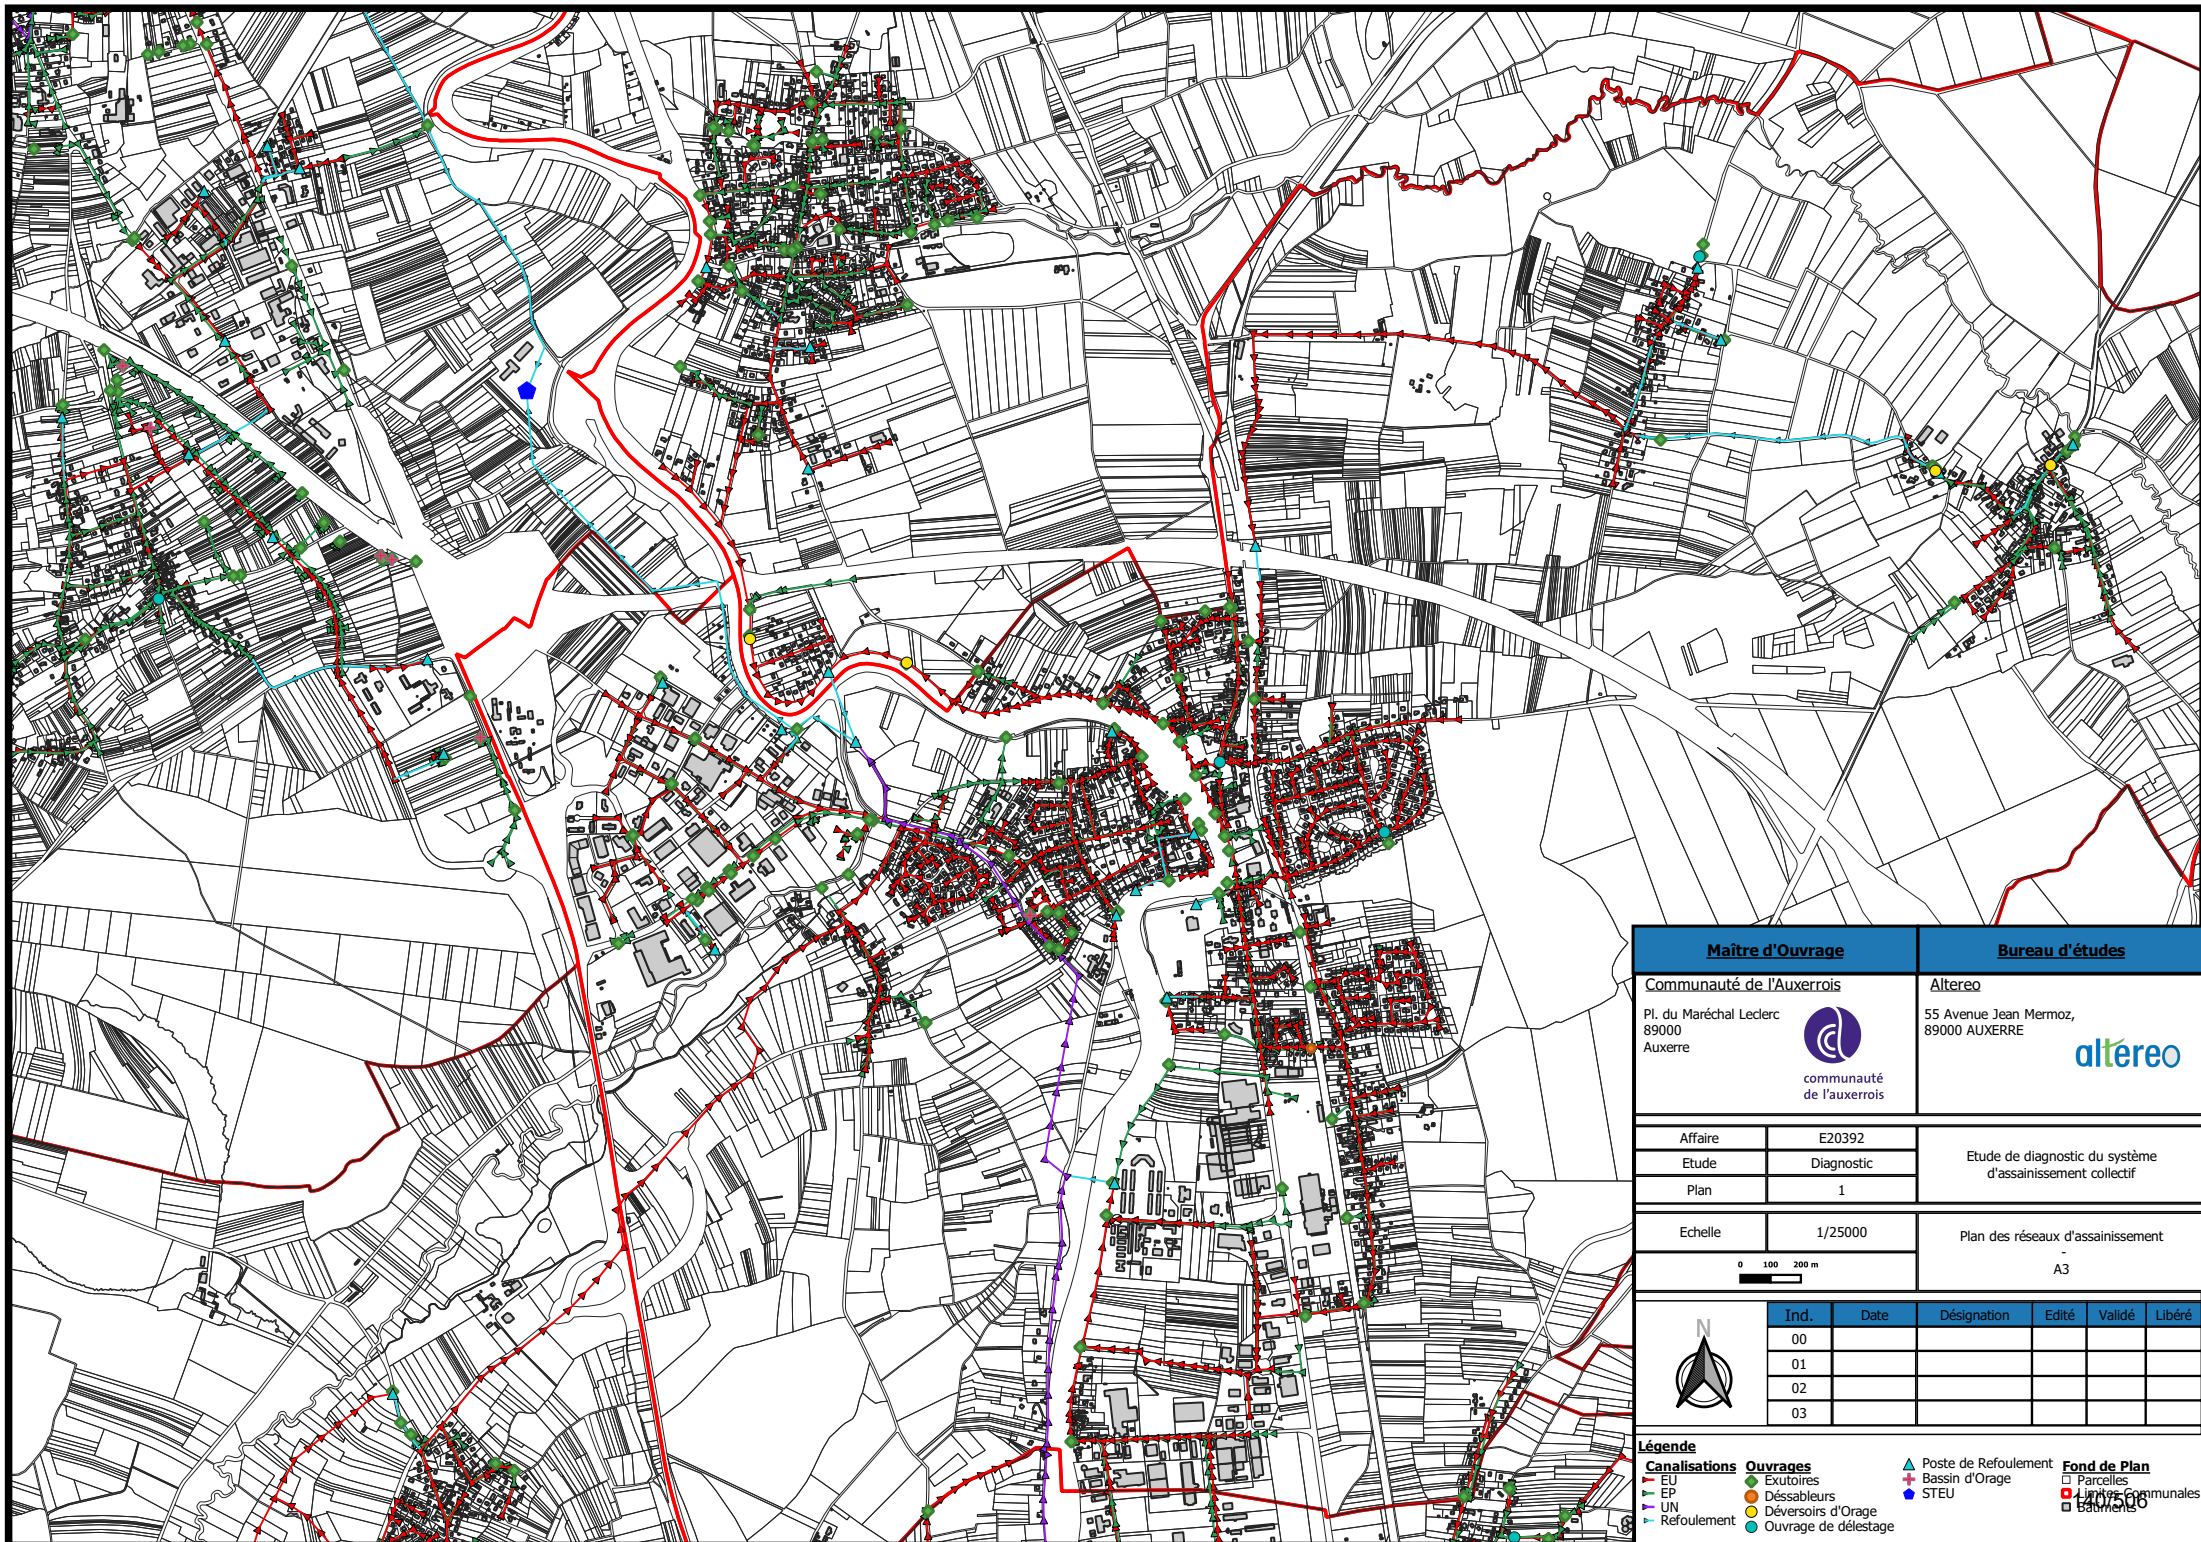 Maître d'Ouvrage
Bureau d'études
Communauté de l'Auxerrois
Pl. du Maréchal Leclerc
89000
Auxerre
communauté
de l'auxerrois
Altereo
55 Avenue Jean Mermoz,
89000 AUXERRE
altereo
Affaire E20392
Etude Diagnostic
Plan 1
Etude de diagnostic du système
d'assainissement collectif
Echelle 1/25000
0 100 200 m
Plan des réseaux d'assainissement
-
A3
N
Ind. Date Désignation Edité Validé Libéré
00
01
02
03
Légende
Canalisations
EU
EP
UN
Refoulement
Ouvrages
Exutoires
Déssableurs
Déversoirs d'Orage
Ouvrage de délestage
Poste de Refoulement
Bassin d'Orage
STEU
Fond de Plan
Parcelles
Limites Communales
Bâtiments
140/506